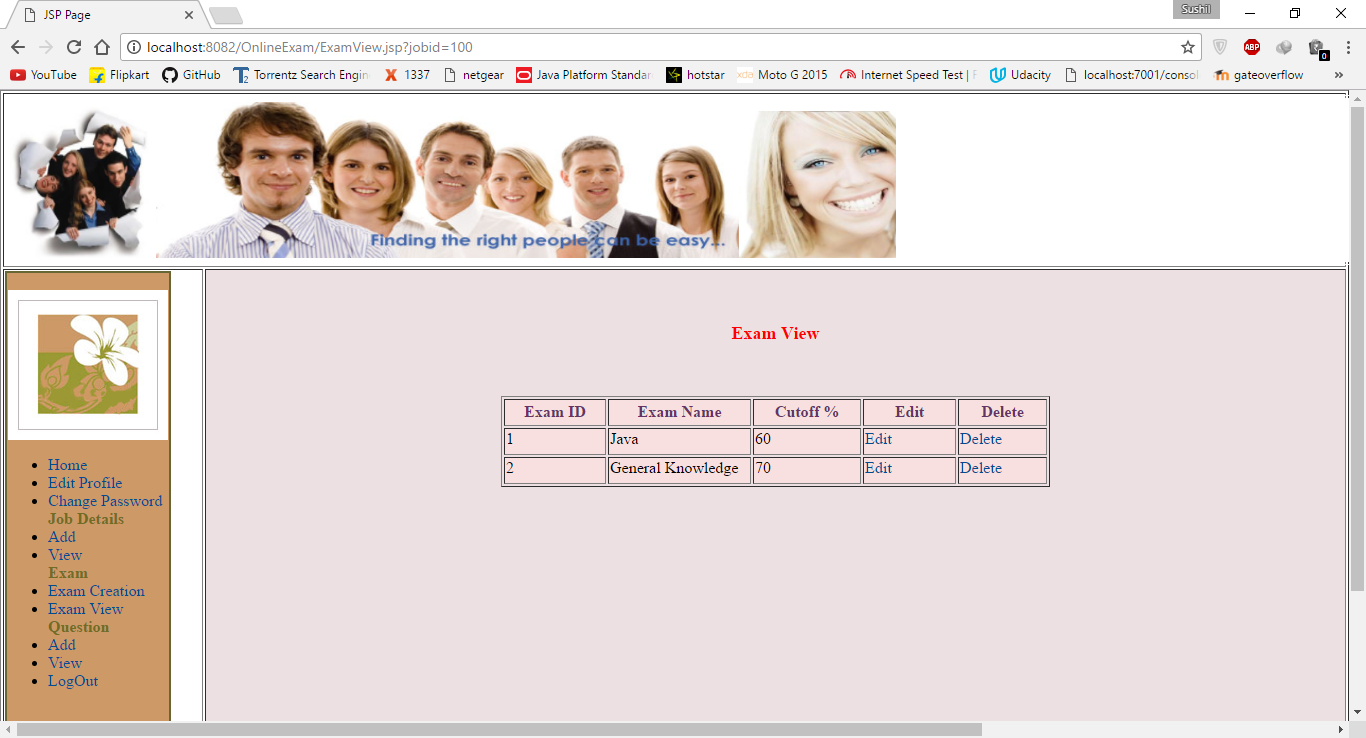 JSP Page
Sushil
localhost:8082/OnlineExam/ExamView.jsp?jobid=100
ABP
0
YouTube Flipkart GitHub Torrentz Search Engin 1337 netgear Java Platform Standar hotstar xda Moto G 2015 Internet Speed Test | F Udacity localhost:7001/consol gateoverflow »
Finding the right people can be easy...
Exam View
Exam ID Exam Name Cutoff % Edit Delete
1 Java 60 Edit Delete
2 General Knowledge 70 Edit Delete
Home
Edit Profile
Change Password
Job Details
Add
View
Exam
Exam Creation
Exam View
Question
Add
View
LogOut